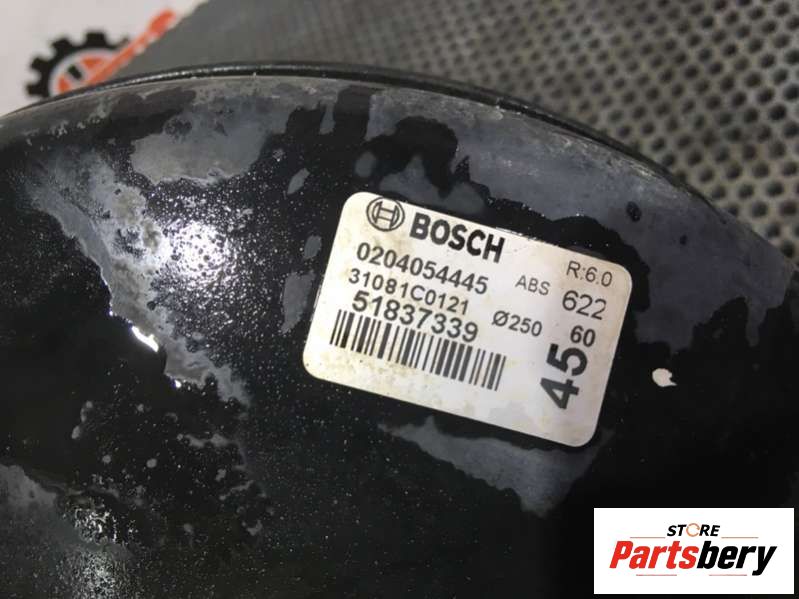 BOSCH
R:6.0
0204054445 ABS 622
31081C0121 Ø250 60
51837339
45
STORE
Partsbery